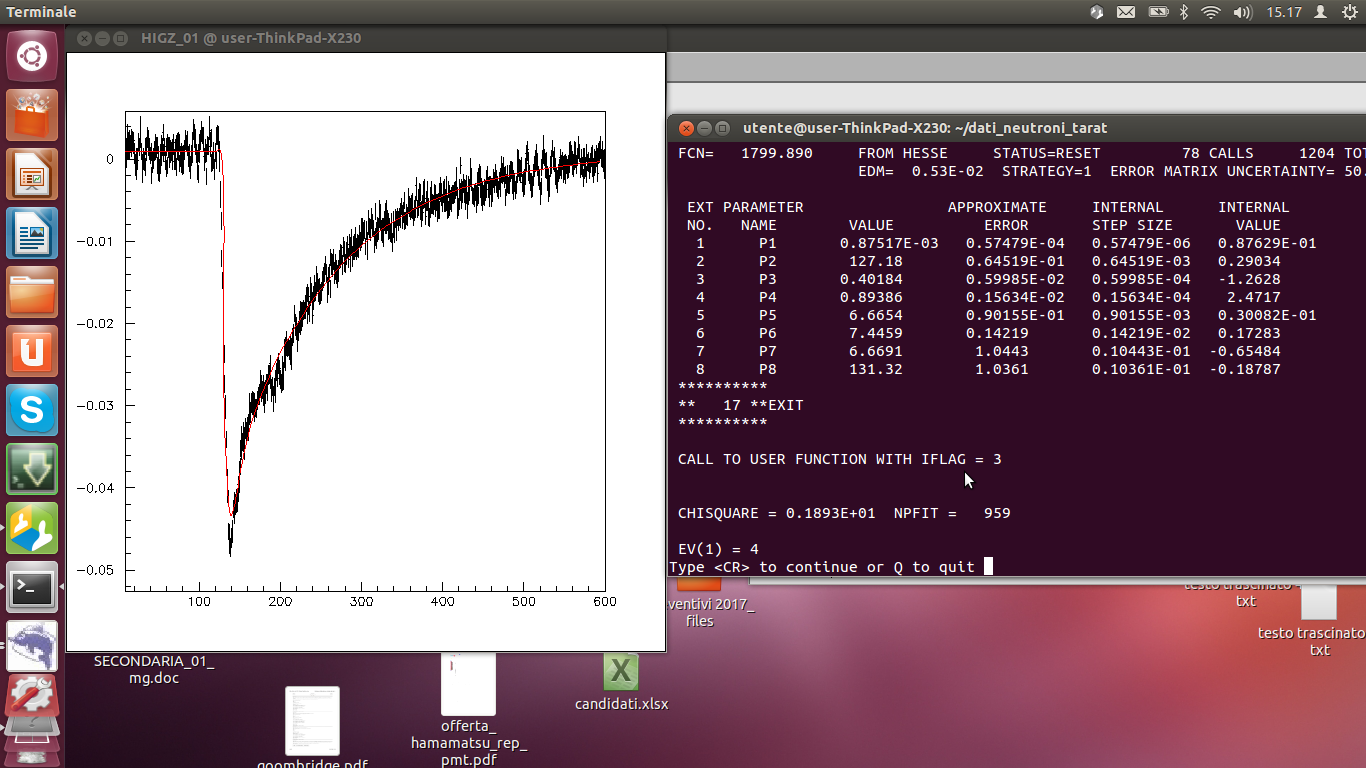 Terminale
15.17
HIGZ_01 @ user-ThinkPad-X230
0
−0.01
−0.02
−0.03
−0.04
−0.05
100 200 300 400 500 600
utente@user-ThinkPad-X230: ~/dati_neutroni_tarat
FCN= 1799.890 FROM HESSE STATUS=RESET 78 CALLS 1204 TOT
EDM= 0.53E-02 STRATEGY=1 ERROR MATRIX UNCERTAINTY= 50.
EXT PARAMETER APPROXIMATE INTERNAL INTERNAL
NO. NAME VALUE ERROR STEP SIZE VALUE
1 P1 0.87517E-03 0.57479E-04 0.57479E-06 0.87629E-01
2 P2 127.18 0.64519E-01 0.64519E-03 0.29034
3 P3 0.40184 0.59985E-02 0.59985E-04 -1.2628
4 P4 0.89386 0.15634E-02 0.15634E-04 2.4717
5 P5 6.6654 0.90155E-01 0.90155E-03 0.30082E-01
6 P6 7.4459 0.14219 0.14219E-02 0.17283
7 P7 6.6691 1.0443 0.10443E-01 -0.65484
8 P8 131.32 1.0361 0.10361E-01 -0.18787
**********
** 17 **EXIT
**********
CALL TO USER FUNCTION WITH IFLAG = 3
CHISQUARE = 0.1893E+01 NPFIT = 959
EV(1) = 4
Type <CR> to continue or Q to quit
ventivi 2017_
files
txt
testo trascinato
txt
SECONDARIA_01_
mg.doc
goombridge.pdf
offerta_
hamamatsu_rep_
pmt.pdf
candidati.xlsx